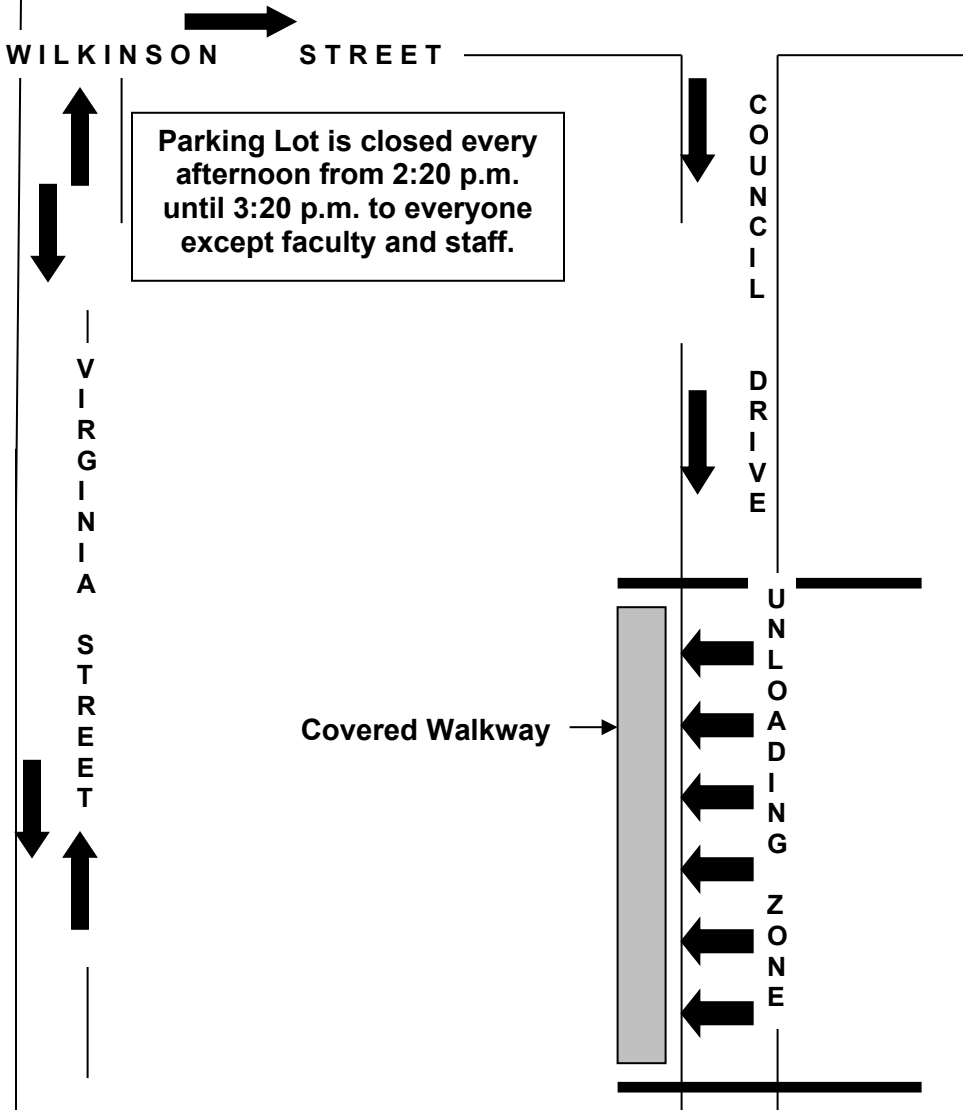 WILKINSON STREET
Parking Lot is closed every
afternoon from 2:20 p.m.
until 3:20 p.m. to everyone
except faculty and staff.
COUNCIL DRIVE
VIRGINIA STREET
UNLOADING ZONE
Covered Walkway